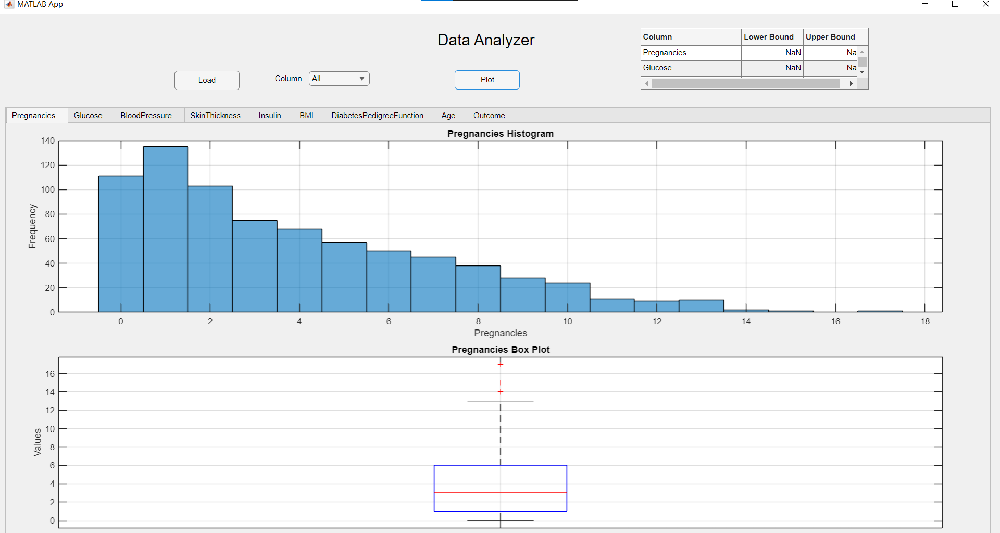 MATLAB App
Data Analyzer
Column Lower Bound Upper Bound
Pregnancies NaN Na
Glucose NaN Na
Load Column All Plot
Pregnancies Glucose BloodPressure SkinThickness Insulin BMI DiabetesPedigreeFunction Age Outcome
Pregnancies Histogram
140
120
100
80
60
40
20
0
Frequency
0 2 4 6 8 10 12 14 16 18
Pregnancies
Pregnancies Box Plot
16
14
12
10
8
6
4
2
0
Values